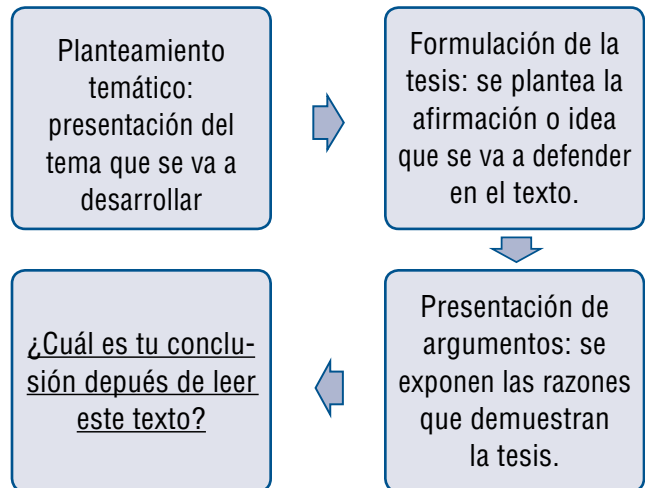 Planteamiento
temático:
presentación del
tema que se va a
desarrollar
Formulación de la
tesis: se plantea la
afirmación o idea
que se va a defender
en el texto.
Presentación de
argumentos: se
exponen las razones
que demuestran
la tesis.
¿Cuál es tu conclu-
sión depués de leer
este texto?